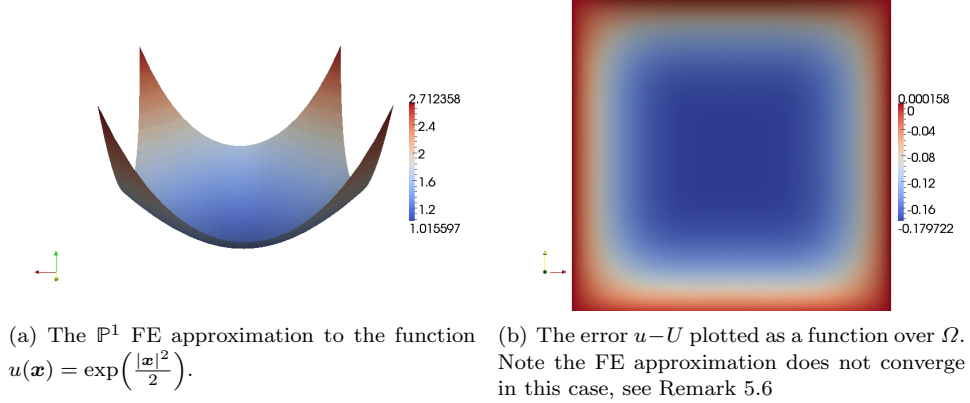 2.712358
2.4
2
1.6
1.2
1.015597
0.000158
0
-0.04
-0.08
-0.12
-0.16
-0.179722
(a) The ℙ¹ FE approximation to the function
u(𝒙) = exp(|𝒙|²/2).
(b) The error u−U plotted as a function over Ω.
Note the FE approximation does not converge
in this case, see Remark 5.6